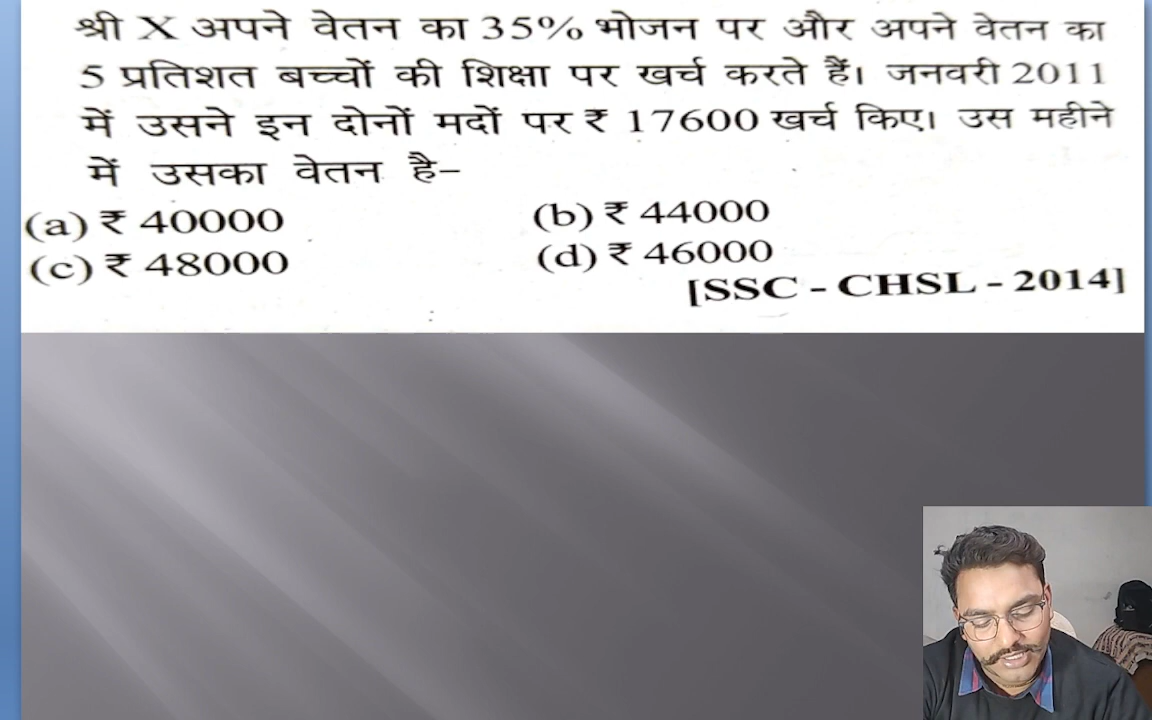 श्री X अपने वेतन का 35% भोजन पर और अपने वेतन का
5 प्रतिशत बच्चों की शिक्षा पर खर्च करते हैं। जनवरी 2011
में उसने इन दोनों मदों पर ₹ 17600 खर्च किए। उस महीने
में उसका वेतन है–
(a) ₹ 40000 (b) ₹ 44000
(c) ₹ 48000 (d) ₹ 46000
[SSC - CHSL - 2014]